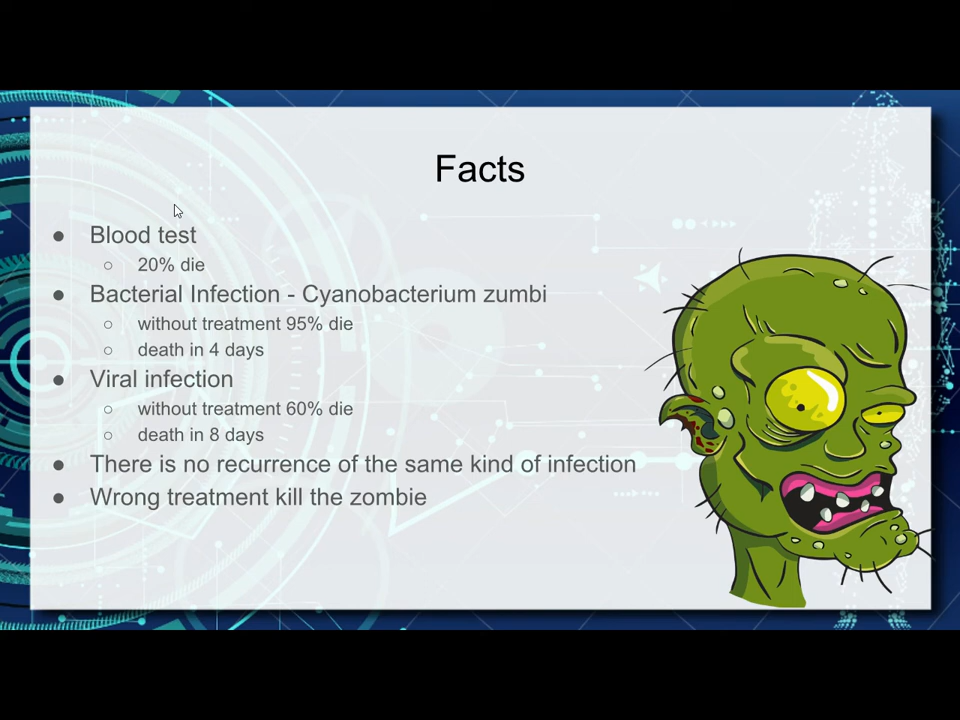 Facts
● Blood test
○ 20% die
● Bacterial Infection - Cyanobacterium zumbi
○ without treatment 95% die
○ death in 4 days
● Viral infection
○ without treatment 60% die
○ death in 8 days
● There is no recurrence of the same kind of infection
● Wrong treatment kill the zombie